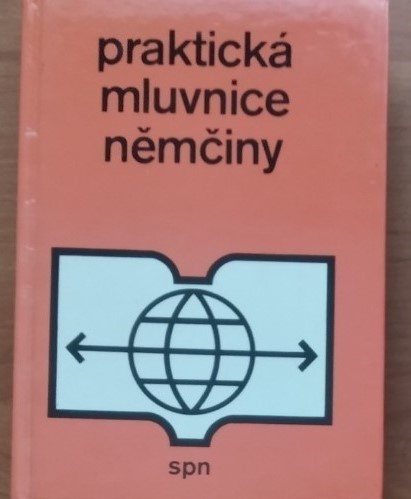 praktická
mluvnice
němčiny
spn